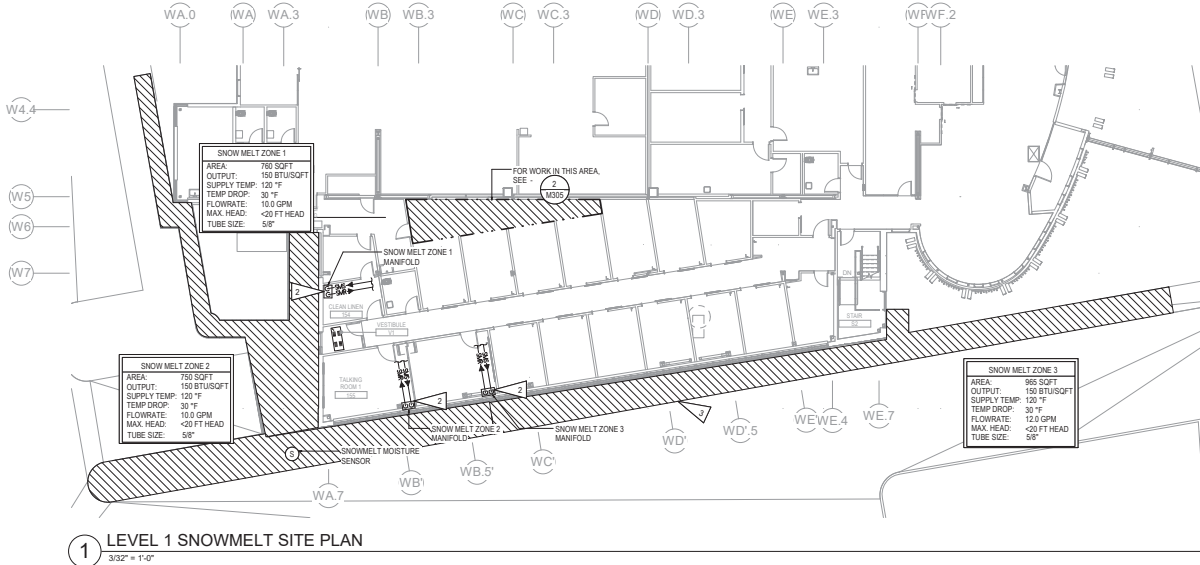 WA.0
WA
WA.3
WB
WB.3
WC
WC.3
WD
WD.3
WE
WE.3
WF
WF.2
W4.4
W5
W6
W7
SNOW MELT ZONE 1
AREA: 760 SQFT
OUTPUT: 150 BTU/SQFT
SUPPLY TEMP: 120 °F
TEMP DROP: 30 °F
FLOWRATE: 10.0 GPM
MAX. HEAD: <20 FT HEAD
TUBE SIZE: 5/8"
FOR WORK IN THIS AREA,
SEE -
2
M305
SNOW MELT ZONE 1
MANIFOLD
2
SMS
SMR
CLEAN LINEN
154
VESTIBULE
V1
DN
STAIR
S2
SNOW MELT ZONE 2
AREA: 750 SQFT
OUTPUT: 150 BTU/SQFT
SUPPLY TEMP: 120 °F
TEMP DROP: 30 °F
FLOWRATE: 10.0 GPM
MAX. HEAD: <20 FT HEAD
TUBE SIZE: 5/8"
TALKING
ROOM 1
155
2
2
SNOW MELT ZONE 2
MANIFOLD
SNOW MELT ZONE 3
MANIFOLD
3
SNOW MELT ZONE 3
AREA: 965 SQFT
OUTPUT: 150 BTU/SQFT
SUPPLY TEMP: 120 °F
TEMP DROP: 30 °F
FLOWRATE: 12.0 GPM
MAX. HEAD: <20 FT HEAD
TUBE SIZE: 5/8"
S
SNOWMELT MOISTURE
SENSOR
WA.7
WB'
WB.5'
WC'
WD'
WD'.5
WE'
WE.4
WE.7
1
LEVEL 1 SNOWMELT SITE PLAN
3/32" = 1'-0"